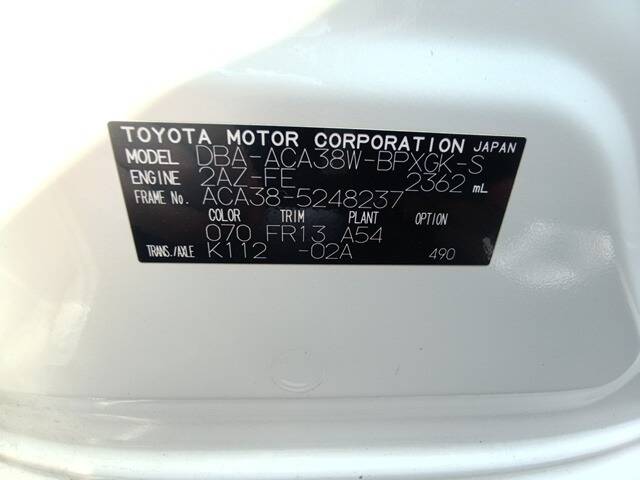 TOYOTA MOTOR CORPORATION JAPAN
MODEL DBA-ACA38W-BPXGK-S
ENGINE 2AZ-FE 2362 mL
FRAME No. ACA38-5248237
COLOR TRIM PLANT OPTION
070 FR13 A54
TRANS./AXLE K112 -02A 490